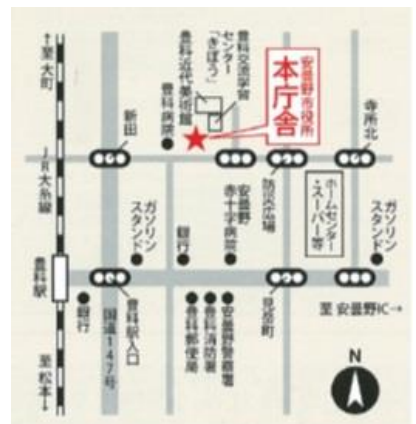 ←至大町
JR大糸線
豊科駅
至松本→
新田
豊科病院
豊科近代美術館
豊科交流学習センター「きぼう」
安曇野市役所
本庁舎
寺所北
防災広場
ホームセンター・スーパー等
ガソリンスタンド
銀行
安曇野赤十字病院
ガソリンスタンド
銀行
豊科駅入口
国道147号
豊科郵便局
豊科消防署
安曇野警察署
見岳町
至 安曇野IC→
N